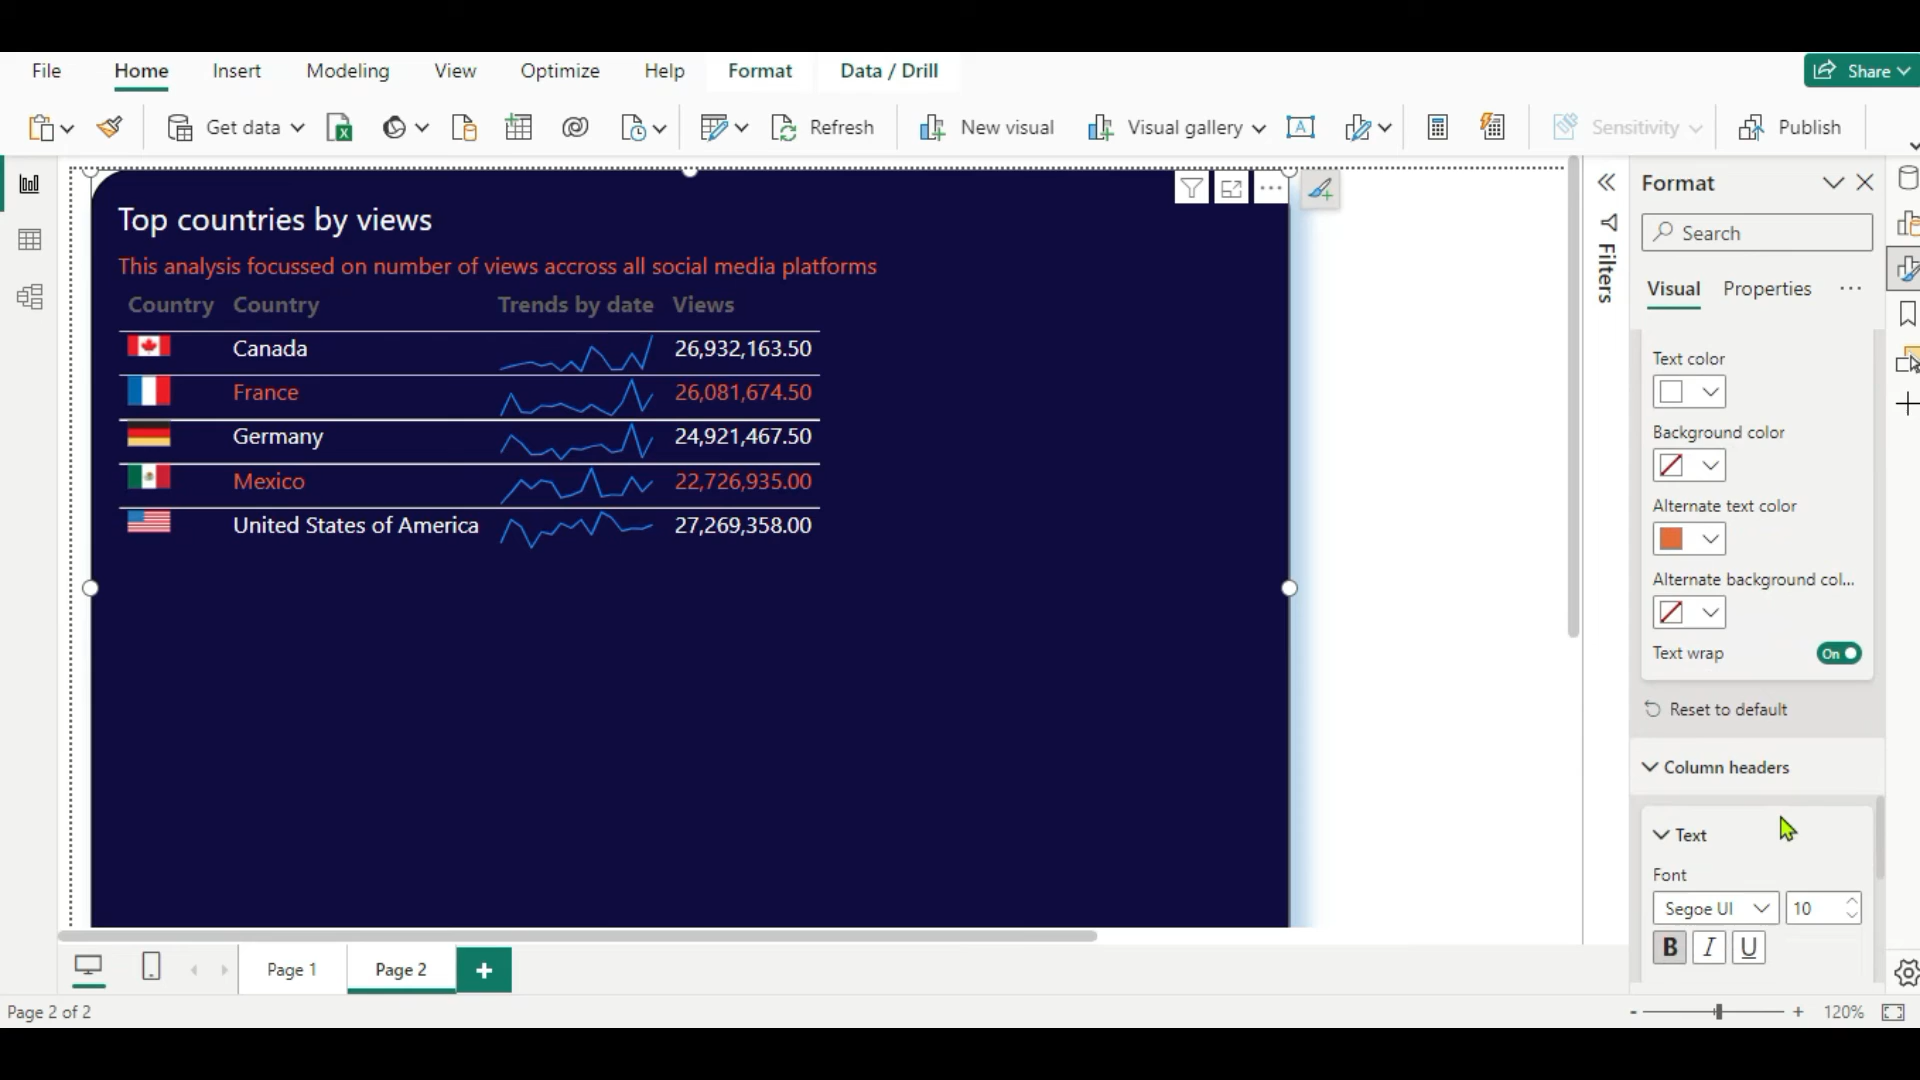 File Home Insert Modeling View Optimize Help Format Data / Drill Share
Get data Refresh New visual Visual gallery Sensitivity Publish
Format
Search
Filters
Visual Properties
Top countries by views
This analysis focussed on number of views accross all social media platforms
Country Country Trends by date Views
Canada 26,932,163.50
France 26,081,674.50
Germany 24,921,467.50
Mexico 22,726,935.00
United States of America 27,269,358.00
Text color
Background color
Alternate text color
Alternate background col...
Text wrap On
Reset to default
Column headers
Text
Font
Segoe UI 10
B I U
Page 1 Page 2 +
Page 2 of 2 - + 120%